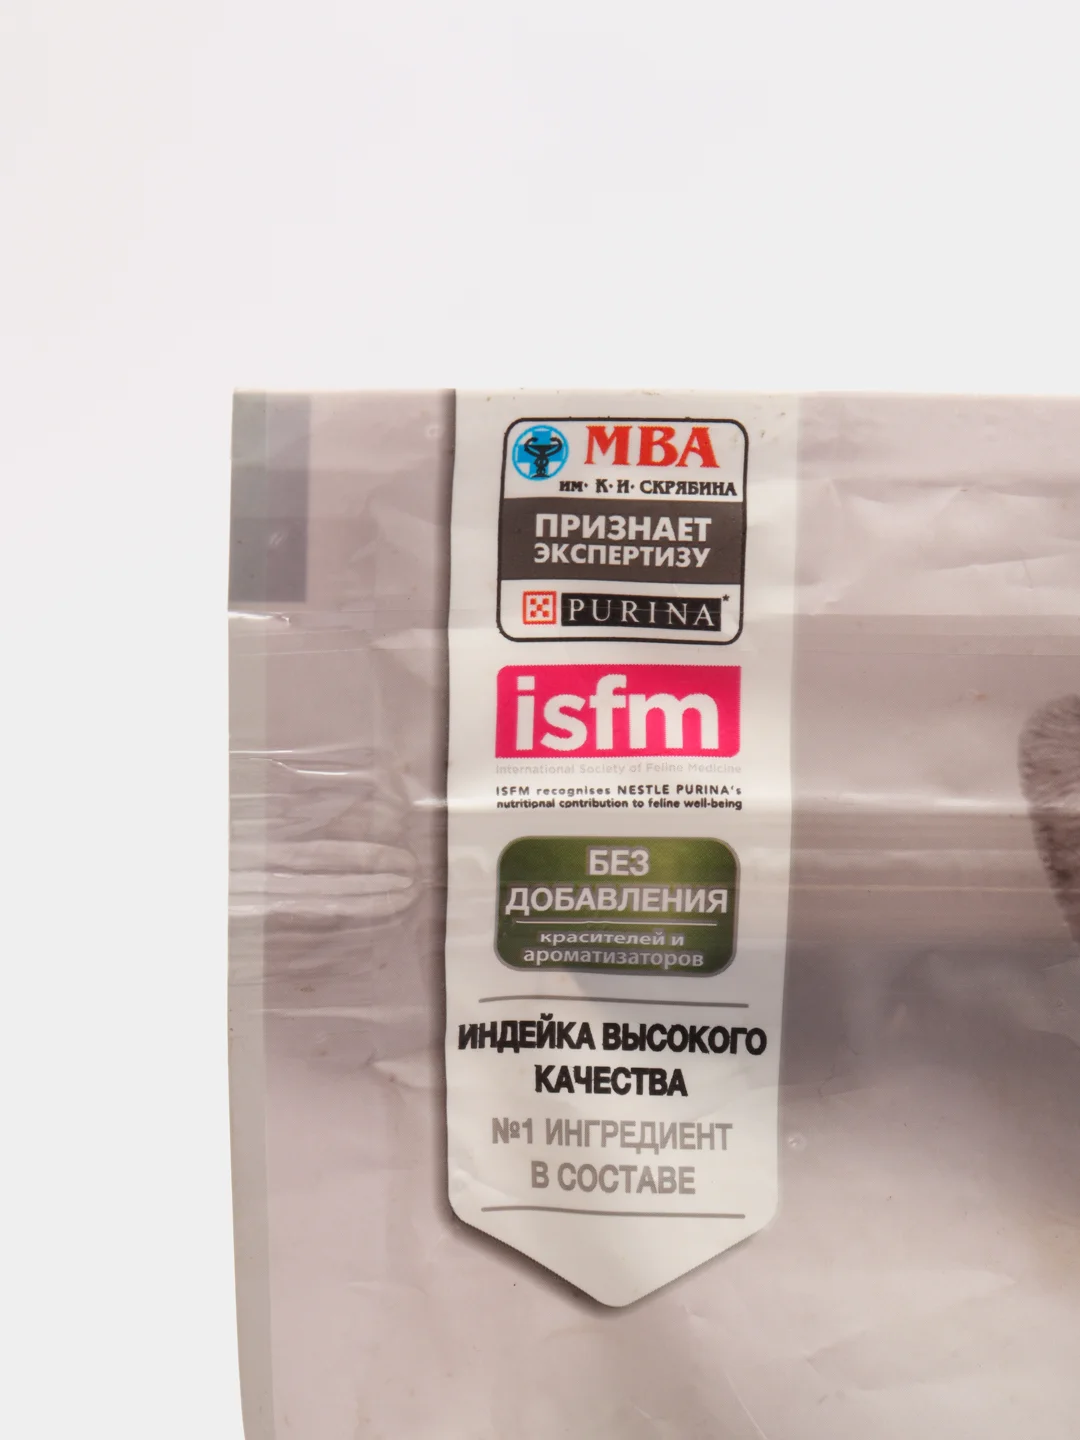 МВА
им. К.И. СКРЯБИНА
ПРИЗНАЕТ
ЭКСПЕРТИЗУ
PURINA*
isfm
International Society of Feline Medicine
ISFM recognises NESTLE PURINA's
nutritional contribution to feline well-being
БЕЗ
ДОБАВЛЕНИЯ
красителей и
ароматизаторов
ИНДЕЙКА ВЫСОКОГО
КАЧЕСТВА
№1 ИНГРЕДИЕНТ
В СОСТАВЕ